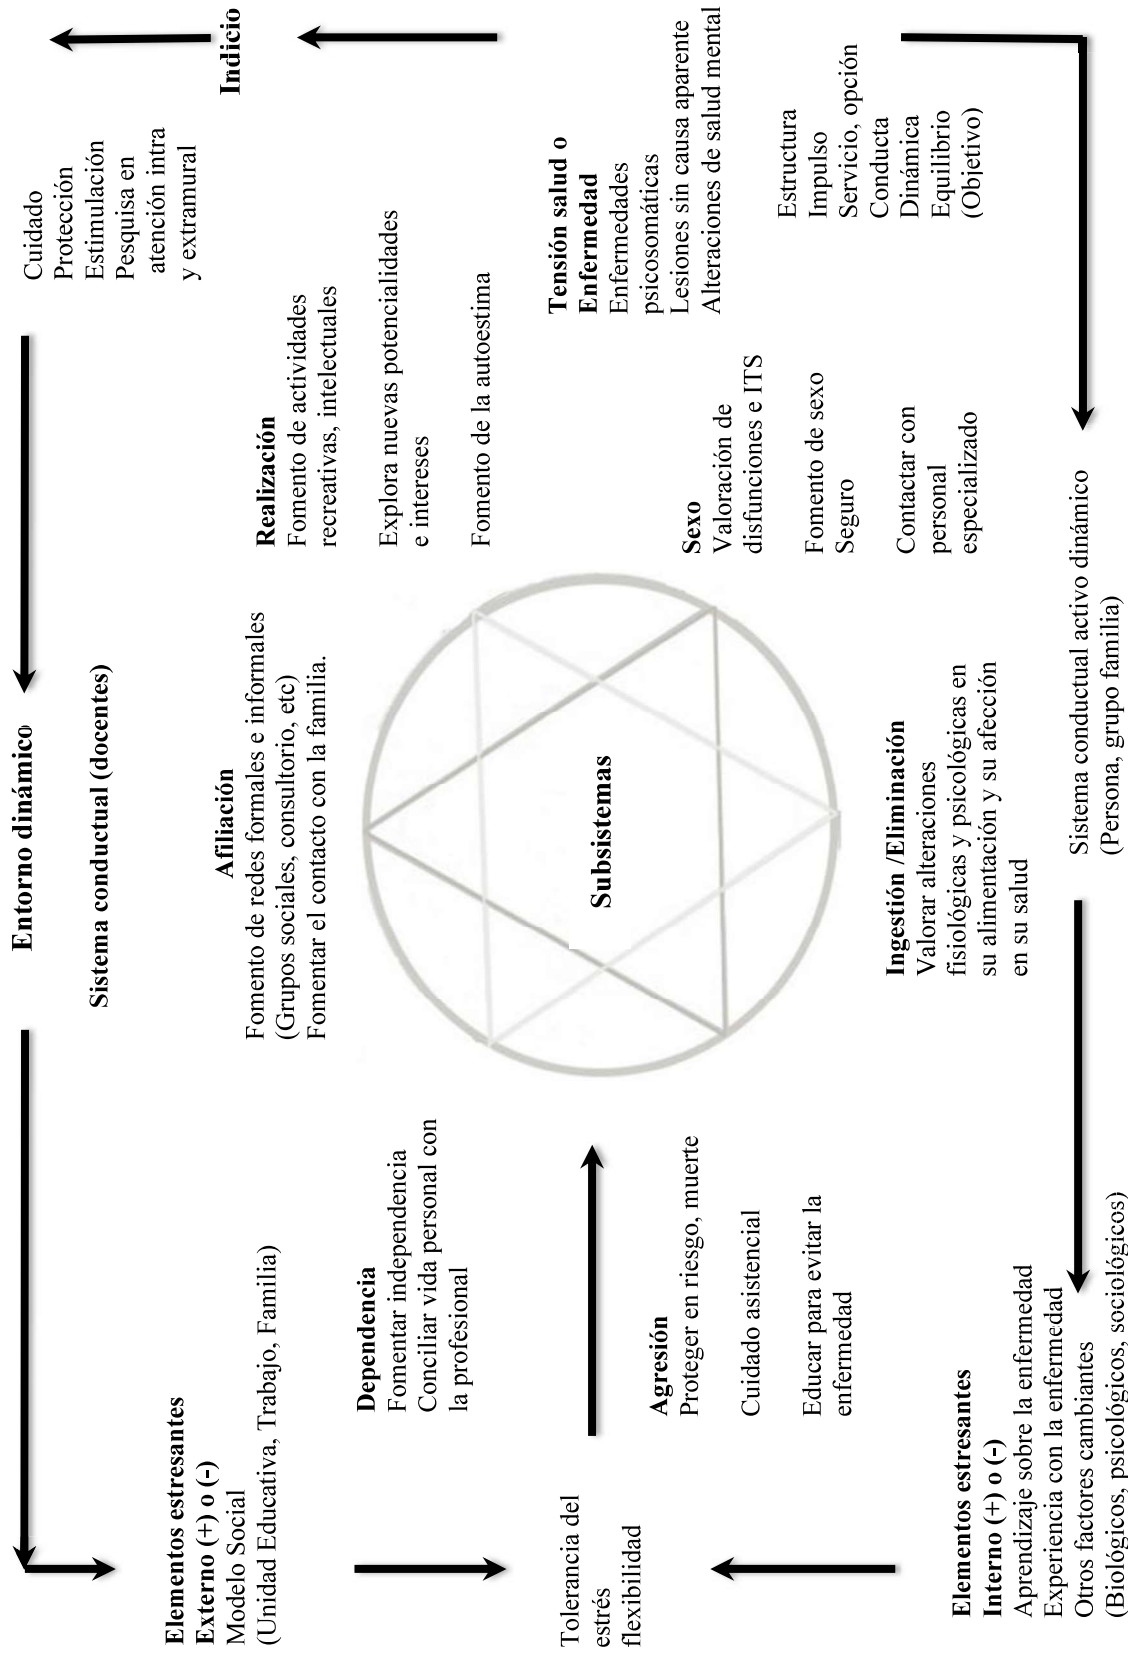 Entorno dinámico
Sistema conductual (docentes)
Cuidado
Protección
Estimulación
Pesquisa en
atención intra
y extramural
Indicio
Elementos estresantes
Externo (+) o (-)
Modelo Social
(Unidad Educativa, Trabajo, Familia)
Afiliación
Fomento de redes formales e informales
(Grupos sociales, consultorio, etc)
Fomentar el contacto con la familia.
Realización
Fomento de actividades
recreativas, intelectuales
Explora nuevas potencialidades
e intereses
Fomento de la autoestima
Dependencia
Fomentar independencia
Conciliar vida personal con
la profesional
Tolerancia del
estrés
flexibilidad
Subsistemas
Tensión salud o
Enfermedad
Enfermedades
psicosomáticas
Lesiones sin causa aparente
Alteraciones de salud mental
Agresión
Proteger en riesgo, muerte
Cuidado asistencial
Educar para evitar la
enfermedad
Sexo
Valoración de
disfunciones e ITS
Fomento de sexo
Seguro
Contactar con
personal
especializado
Estructura
Impulso
Servicio, opción
Conducta
Dinámica
Equilibrio
(Objetivo)
Ingestión /Eliminación
Valorar alteraciones
fisiológicas y psicológicas en
su alimentación y su afección
en su salud
Elementos estresantes
Interno (+) o (-)
Aprendizaje sobre la enfermedad
Experiencia con la enfermedad
Otros factores cambiantes
(Biológicos, psicológicos, sociológicos)
Sistema conductual activo dinámico
(Persona, grupo familia)